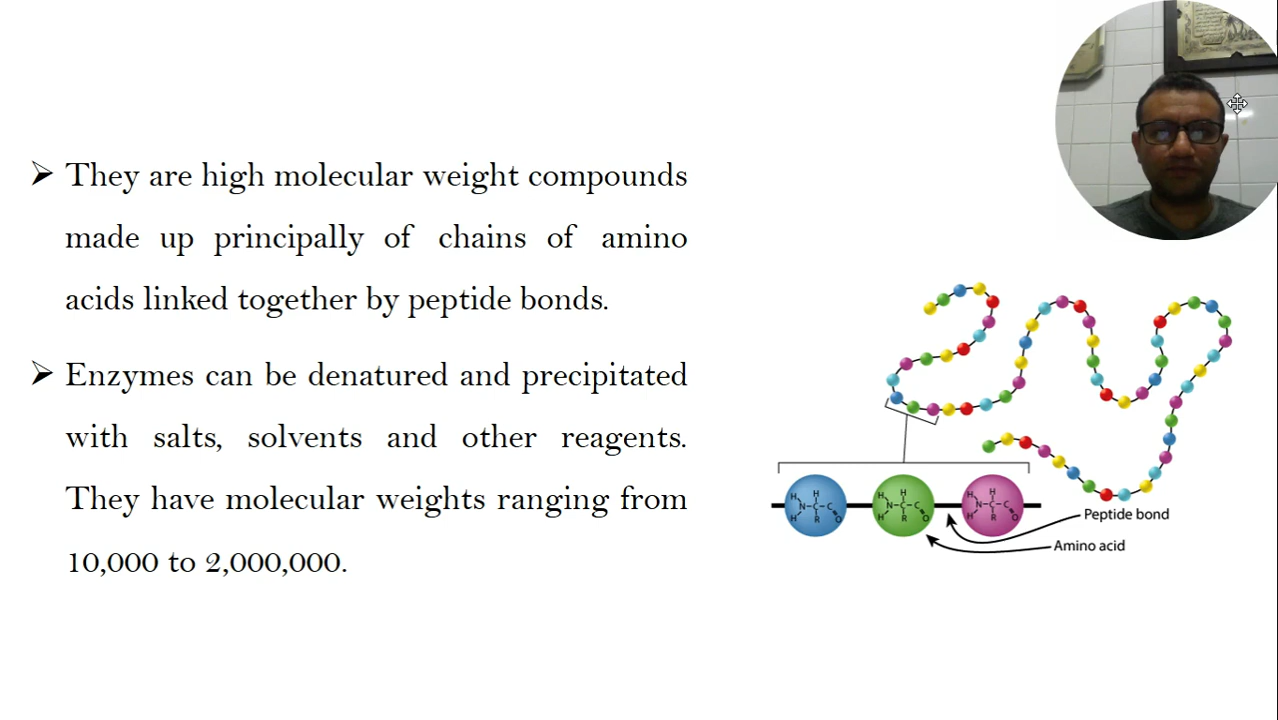 ➢ They are high molecular weight compounds
made up principally of chains of amino
acids linked together by peptide bonds.
➢ Enzymes can be denatured and precipitated
with salts, solvents and other reagents.
They have molecular weights ranging from
10,000 to 2,000,000.
H H H
H N C C O
H R
H H H
H N C C O
H R
H H H
H N C C O
H R
Peptide bond
Amino acid